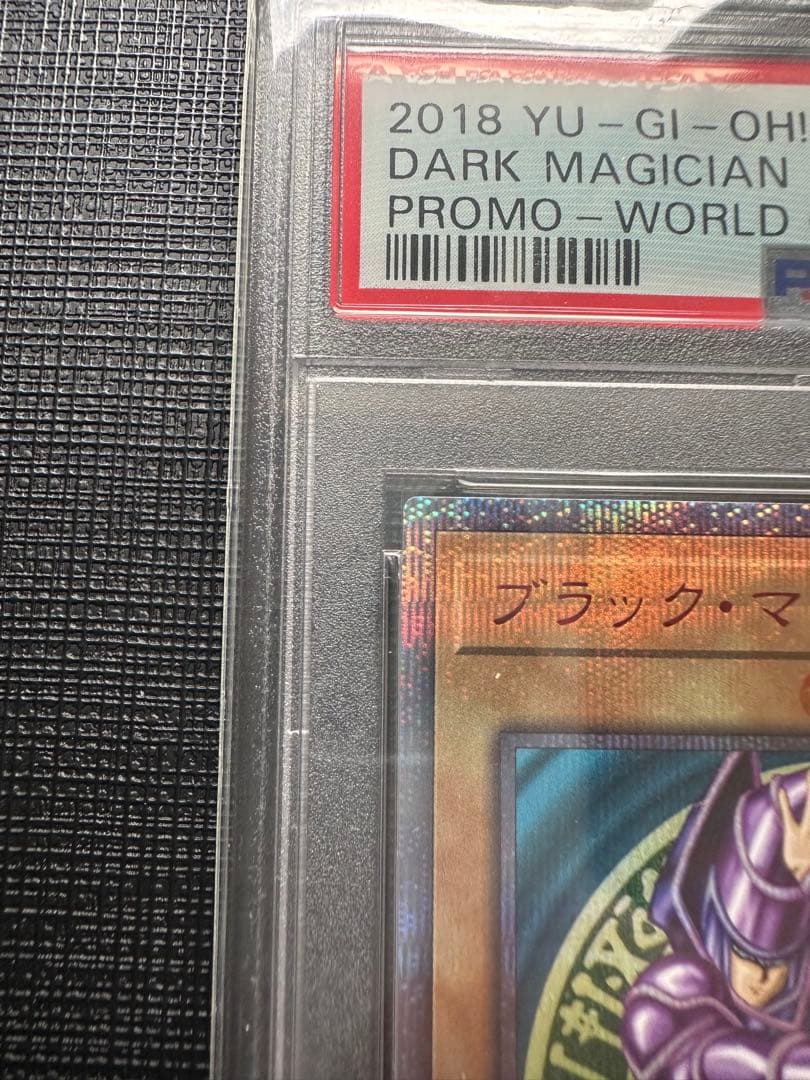 2018 YU-GI-OH!
DARK MAGICIAN
PROMO-WORLD
ブラック・マ